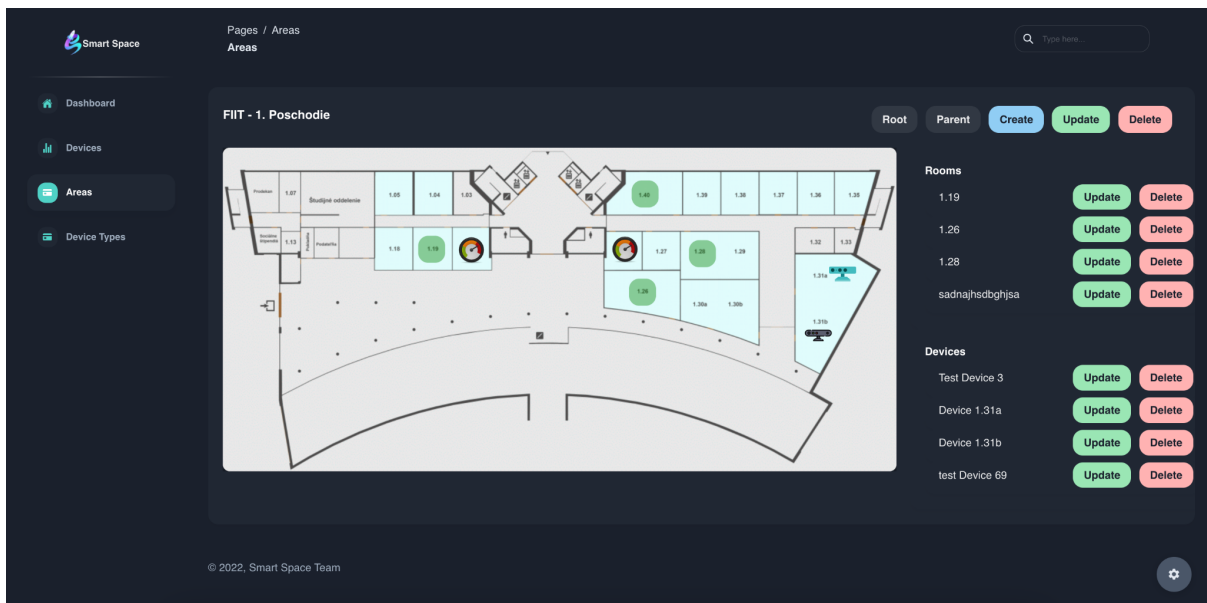 Smart Space
Pages / Areas
Areas
Type here...
Dashboard
Devices
Areas
Device Types
FIIT - 1. Poschodie
Root Parent Create Update Delete
1.07
Študijné oddelenie
1.05 1.04 1.03
1.40 1.39 1.38 1.37 1.36 1.35
1.13
Podateľňa
1.18 1.19
1.27 1.28 1.29
1.32 1.33
1.26
1.30a 1.30b
1.31a
1.31b
Rooms
1.19 Update Delete
1.26 Update Delete
1.28 Update Delete
sadnajhsdbghjsa Update Delete
Devices
Test Device 3 Update Delete
Device 1.31a Update Delete
Device 1.31b Update Delete
test Device 69 Update Delete
© 2022, Smart Space Team